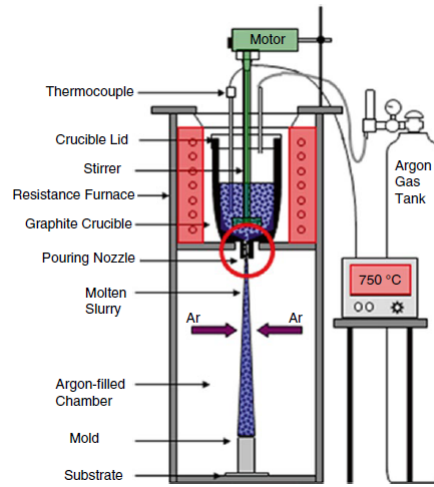 Motor
Thermocouple
Crucible Lid
Stirrer
Resistance Furnace
Graphite Crucible
Pouring Nozzle
Molten
Slurry
Ar
Ar
Argon-filled
Chamber
Mold
Substrate
Argon
Gas
Tank
750 °C